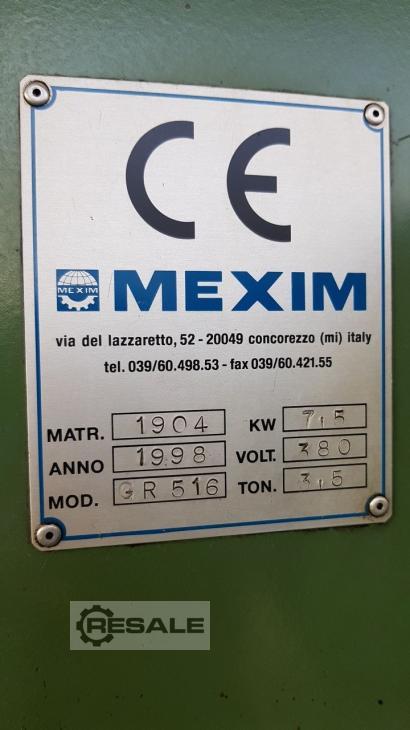 CE
MEXIM MEXIM
via del lazzaretto, 52 - 20049 concorezzo (mi) italy
tel. 039/60.498.53 - fax 039/60.421.55
MATR. 1904 KW 7,5
ANNO 1998 VOLT. 380
MOD. GR 516 TON. 3,5
RESALE